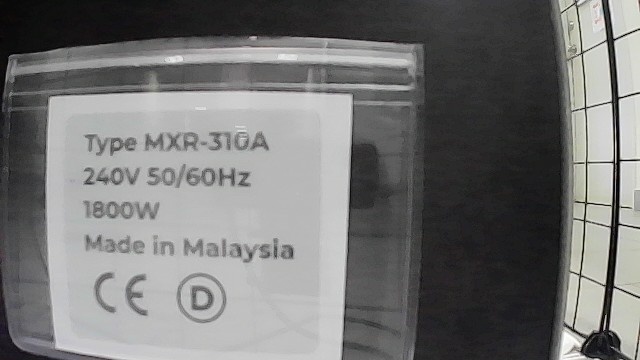 Type MXR-310A
240V 50/60Hz
1800W
Made in Malaysia
CE D